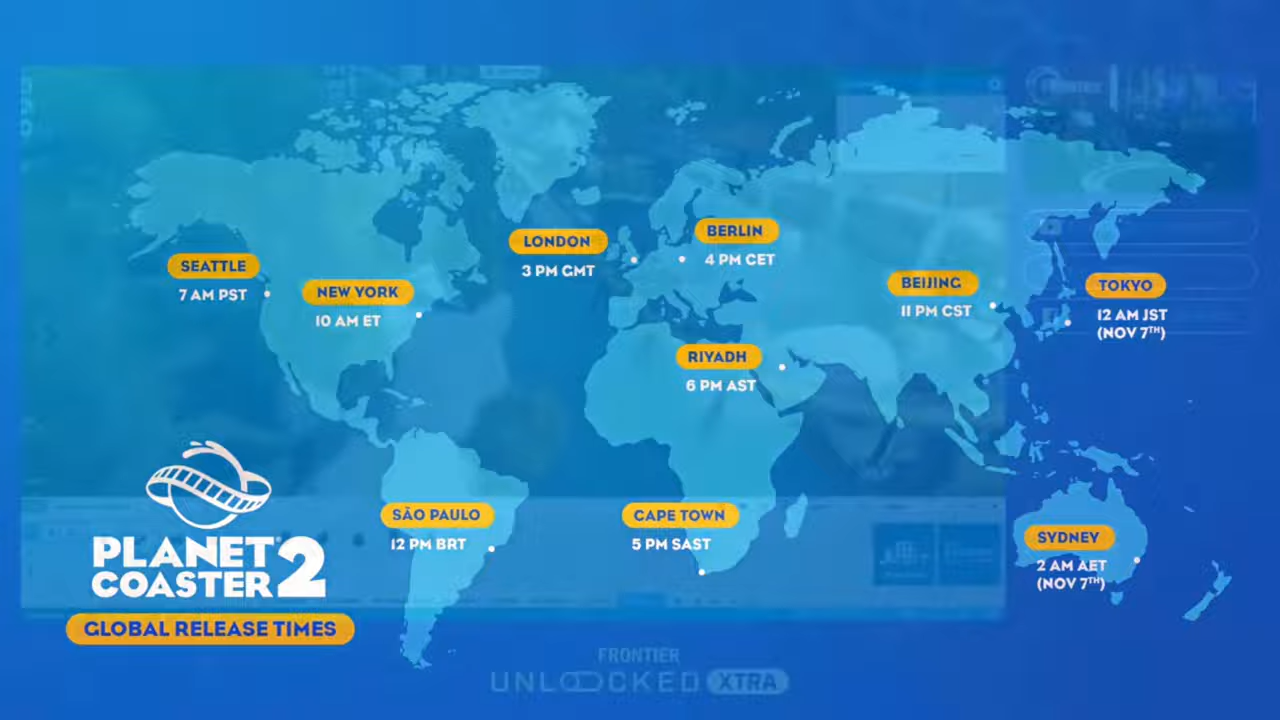 LONDON
3 PM GMT
BERLIN
4 PM CET
SEATTLE
7 AM PST
NEW YORK
10 AM ET
BEIJING
11 PM CST
TOKYO
12 AM JST
(NOV 7TH)
RIYADH
6 PM AST
SÃO PAULO
12 PM BRT
CAPE TOWN
5 PM SAST
SYDNEY
2 AM AET
(NOV 7TH)
PLANET
COASTER 2
GLOBAL RELEASE TIMES
FRONTIER
UNLOCKED XTRA